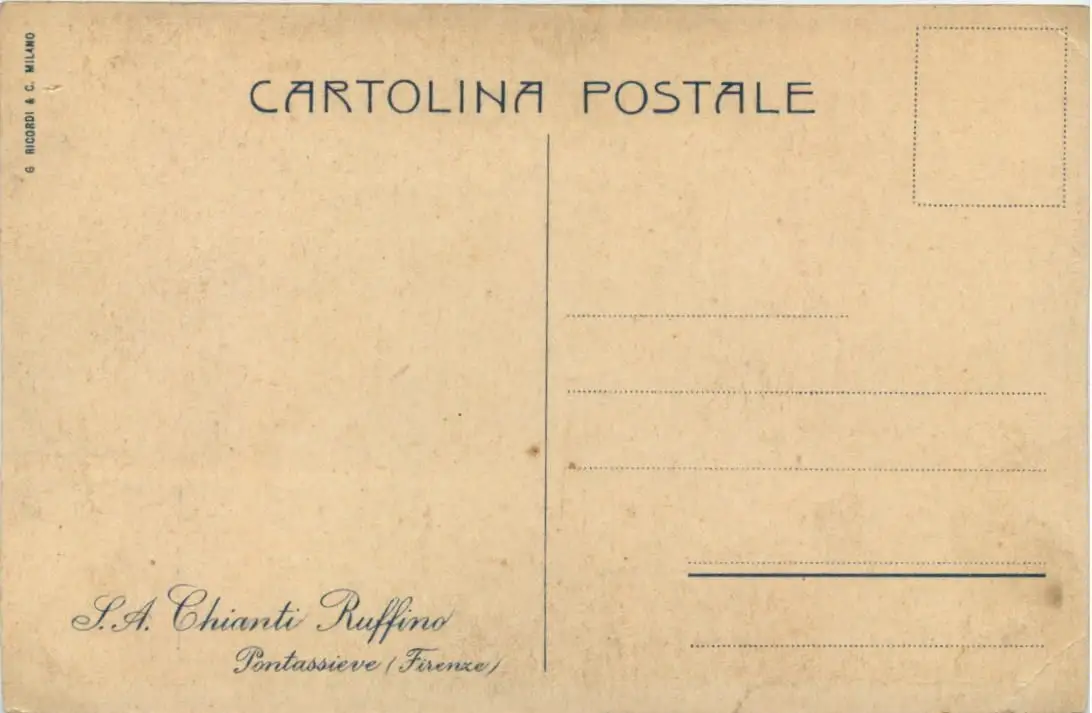 G. RICORDI & C. MILANO
CARTOLINA POSTALE
S. A. Chianti Ruffino
Pontassieve (Firenze)